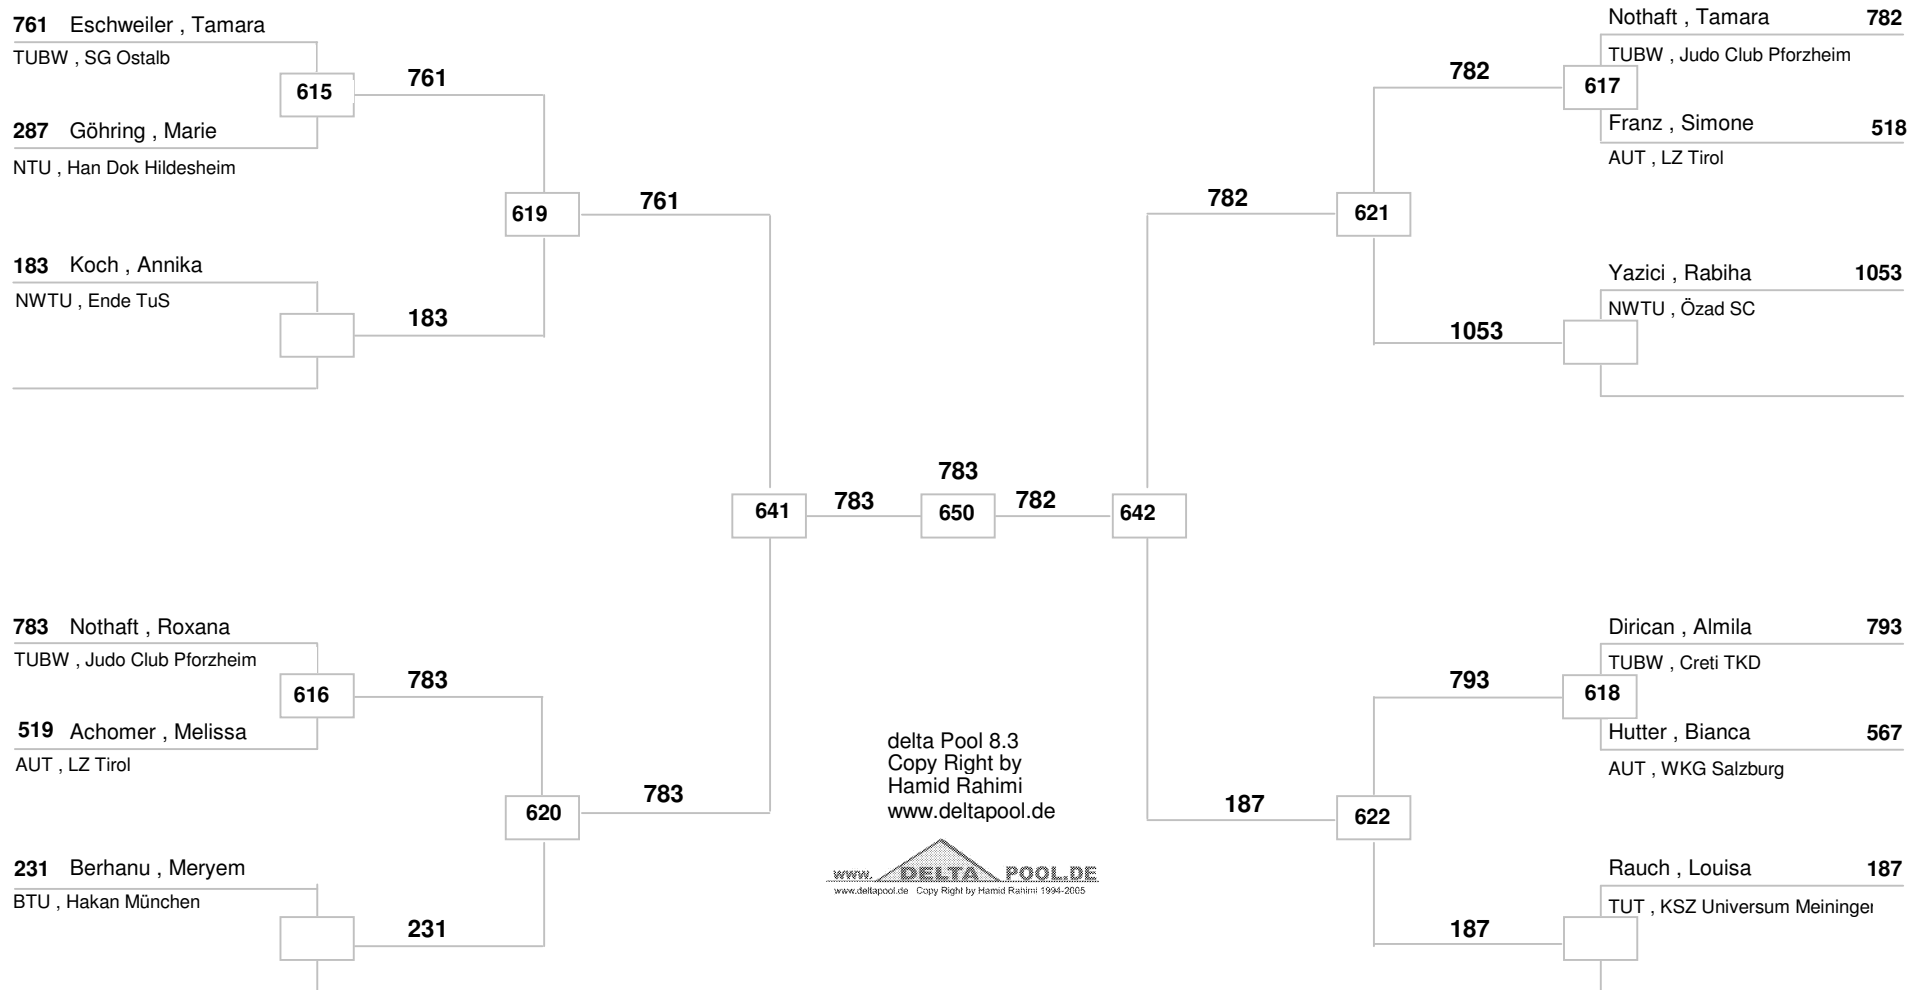 761 Eschweiler , Tamara
TUBW , SG Ostalb
615
761
287 Göhring , Marie
NTU , Han Dok Hildesheim
619
761
183 Koch , Annika
NWTU , Ende TuS
183
783 Nothaft , Roxana
TUBW , Judo Club Pforzheim
616
783
519 Achomer , Melissa
AUT , LZ Tirol
620
783
231 Berhanu , Meryem
BTU , Hakan München
231
641
783
783
650
782
642
delta Pool 8.3
Copy Right by
Hamid Rahimi
www.deltapool.de
www. DELTA POOL.DE
www.deltapool.de Copy Right by Hamid Rahimi 1994-2005
Nothaft , Tamara 782
TUBW , Judo Club Pforzheim
782
617
Franz , Simone 518
AUT , LZ Tirol
782
621
Yazici , Rabiha 1053
NWTU , Özad SC
1053
Dirican , Almila 793
TUBW , Creti TKD
793
618
Hutter , Bianca 567
AUT , WKG Salzburg
187
622
Rauch , Louisa 187
TUT , KSZ Universum Meininger
187